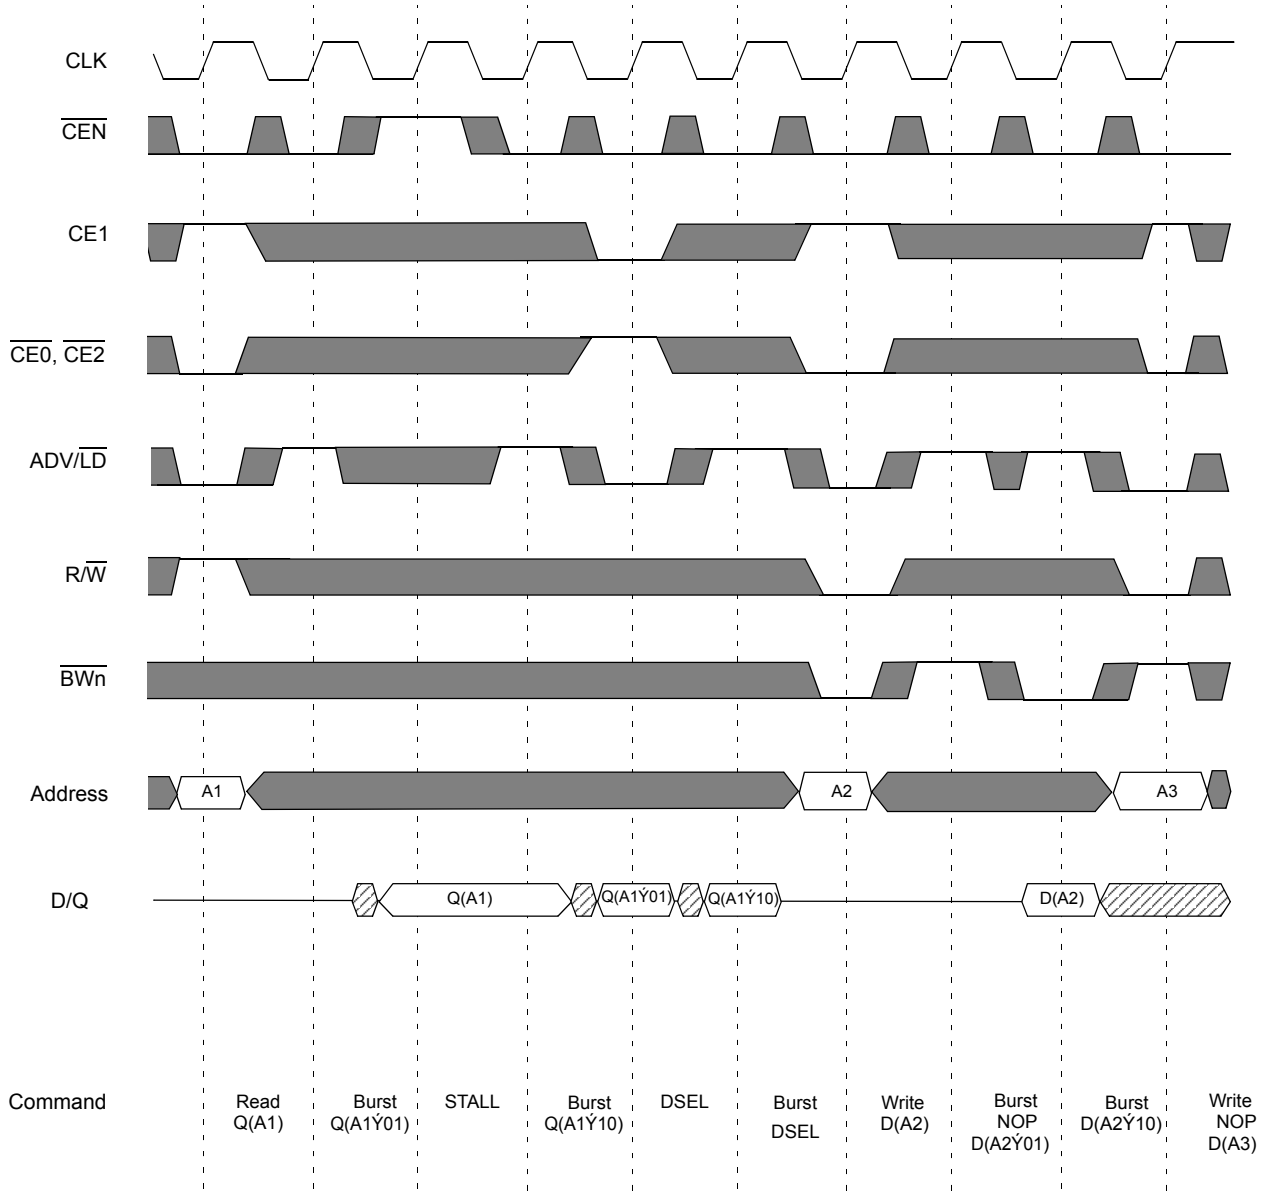 CLK
CEN
CE1
CE0, CE2
ADV/LD
R/W
BWn
Address
A1
A2
A3
D/Q
Q(A1)
Q(A1Ý01)
Q(A1Ý10)
D(A2)
Command
Read
Q(A1)
Burst
Q(A1Ý01)
STALL
Burst
Q(A1Ý10)
DSEL
Burst
DSEL
Write
D(A2)
Burst
NOP
D(A2Ý01)
Burst
D(A2Ý10)
Write
NOP
D(A3)